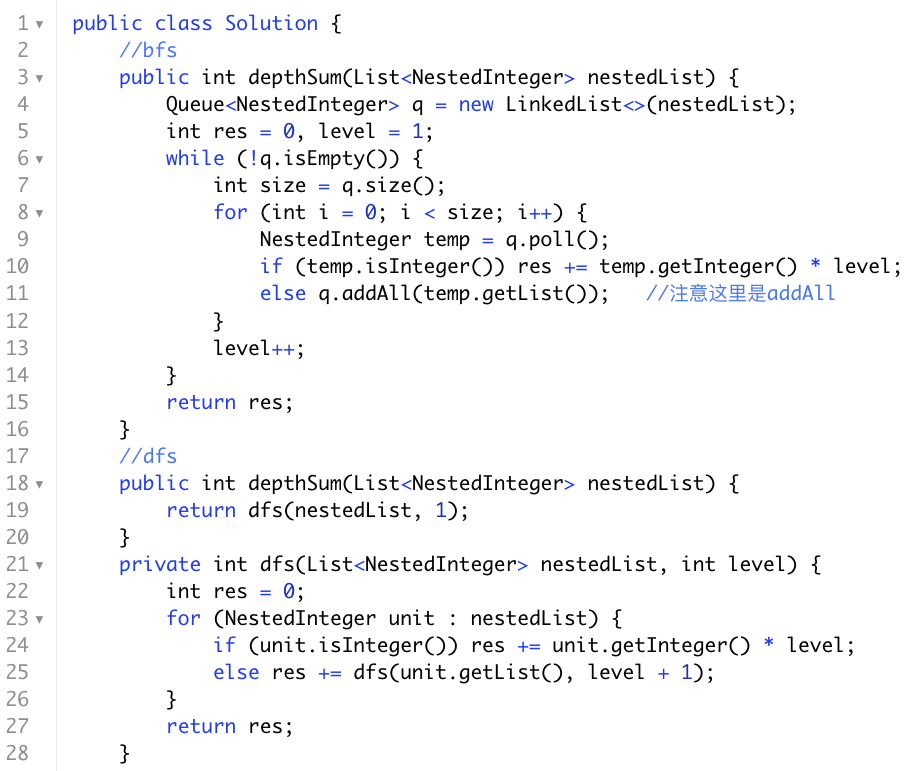 1 public class Solution {
2     //bfs
3     public int depthSum(List<NestedInteger> nestedList) {
4         Queue<NestedInteger> q = new LinkedList<>(nestedList);
5         int res = 0, level = 1;
6         while (!q.isEmpty()) {
7             int size = q.size();
8             for (int i = 0; i < size; i++) {
9                 NestedInteger temp = q.poll();
10                 if (temp.isInteger()) res += temp.getInteger() * level;
11                 else q.addAll(temp.getList());   //注意这里是addAll
12             }
13             level++;
14         }
15         return res;
16     }
17     //dfs
18     public int depthSum(List<NestedInteger> nestedList) {
19         return dfs(nestedList, 1);
20     }
21     private int dfs(List<NestedInteger> nestedList, int level) {
22         int res = 0;
23         for (NestedInteger unit : nestedList) {
24             if (unit.isInteger()) res += unit.getInteger() * level;
25             else res += dfs(unit.getList(), level + 1);
26         }
27         return res;
28     }